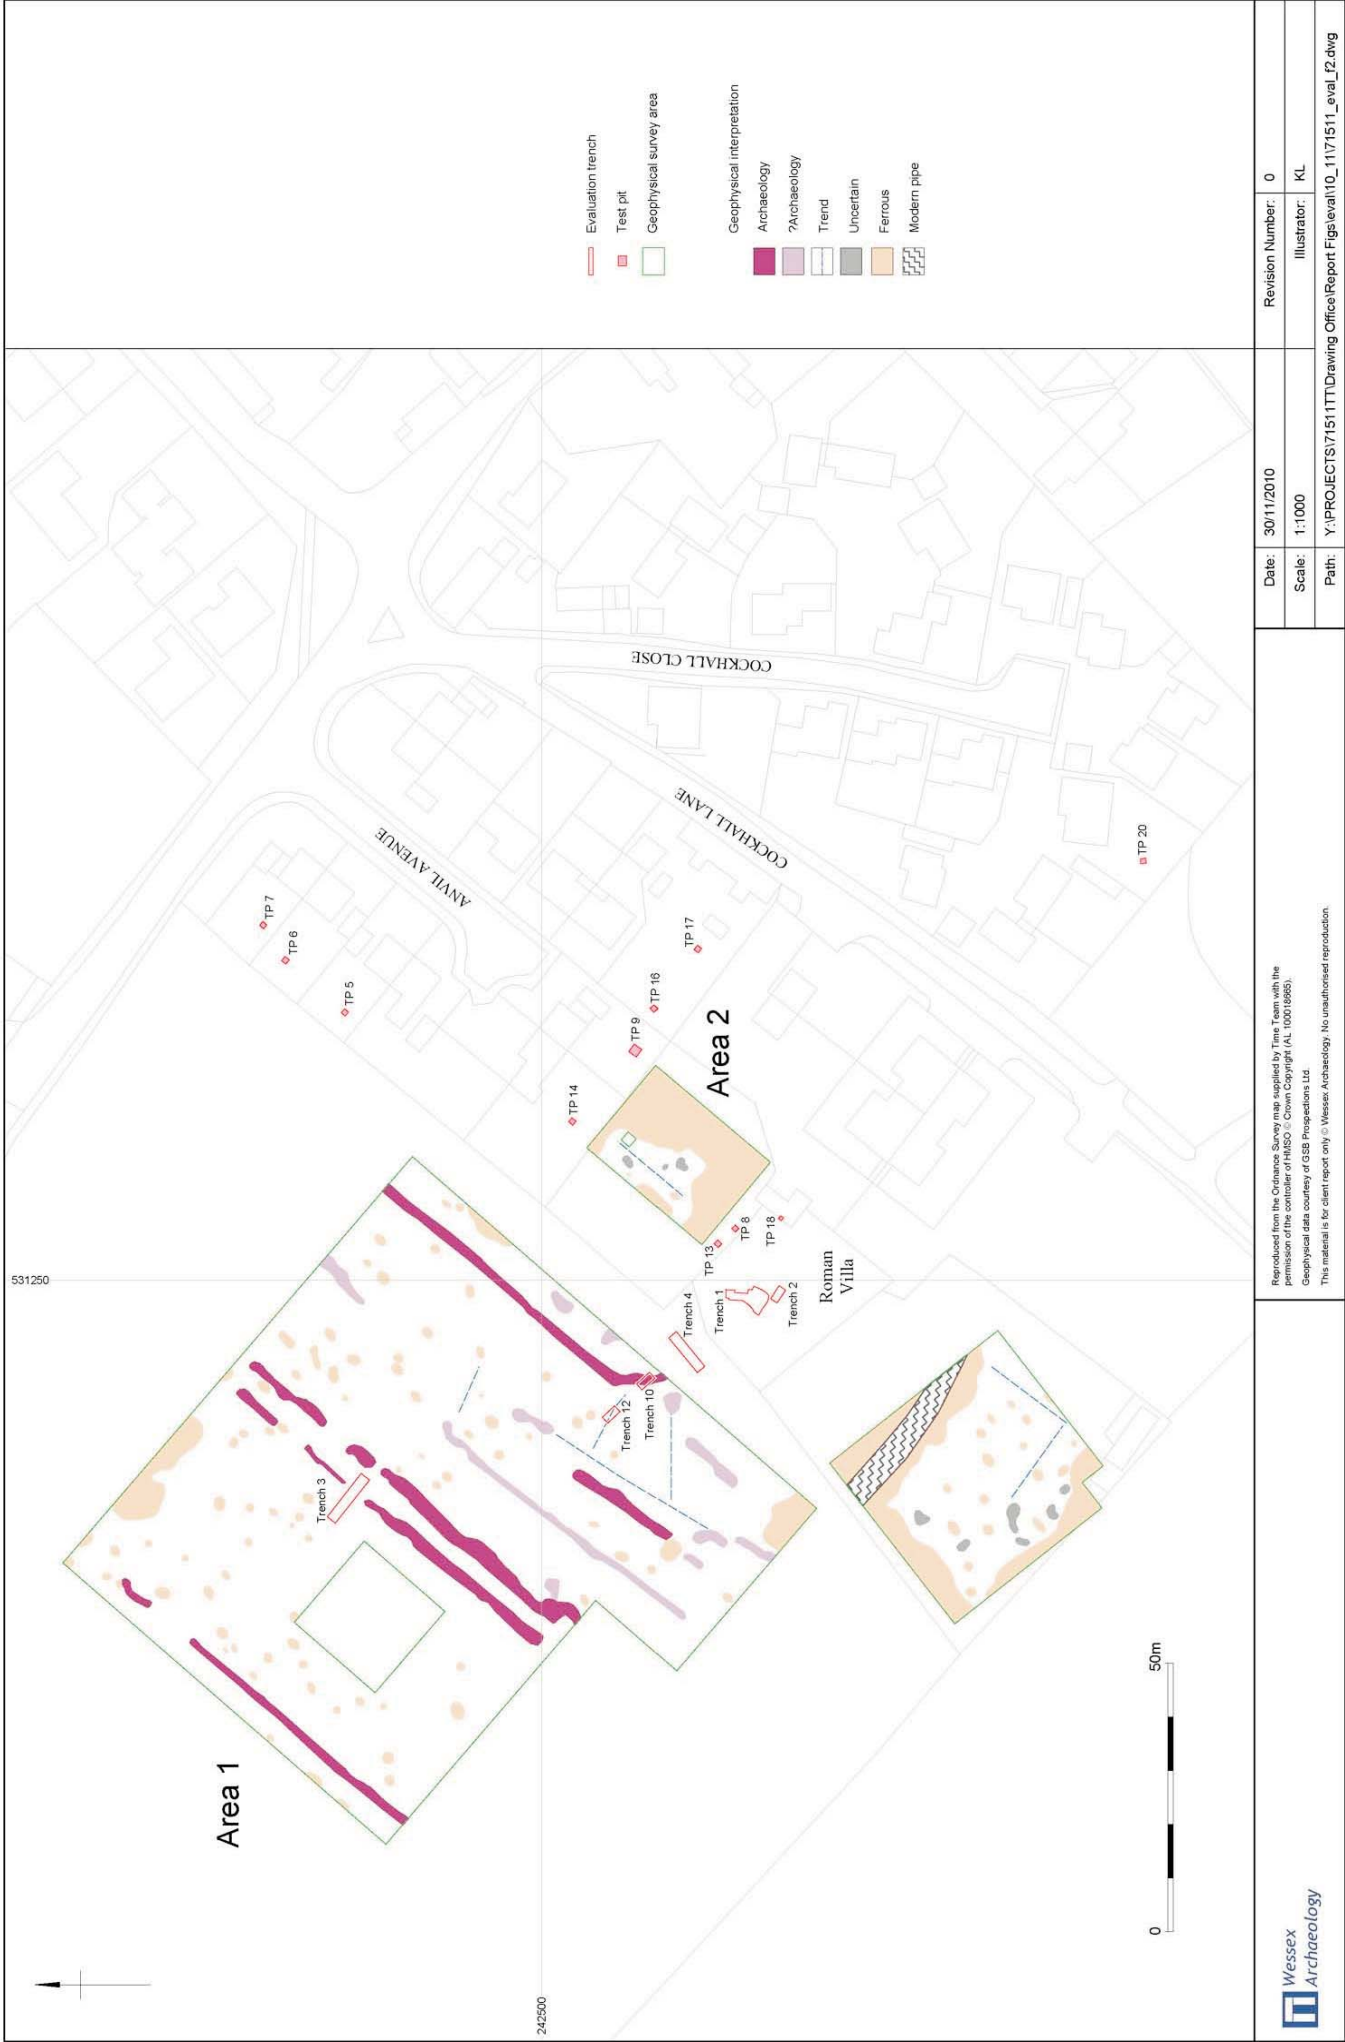 Area 1
Area 2
531250
242500
TP 7
TP 6
TP 5
TP 14
TP 9
TP 16
TP 17
TP 20
TP 13
TP 8
TP 18
Trench 1
Trench 2
Trench 3
Trench 4
Trench 10
Trench 12
Roman
Villa
ANVIL AVENUE
COCKHALL LANE
COCKHALL CLOSE
0
50m
Evaluation trench
Test pit
Geophysical survey area
Geophysical interpretation
Archaeology
?Archaeology
Trend
Uncertain
Ferrous
Modern pipe
Wessex
Archaeology
Reproduced from the Ordnance Survey map supplied by Time Team with the
permission of the controller of HMSO © Crown Copyright (AL 100018665).
Geophysical data courtesy of GSB Prospections Ltd.
This material is for client report only © Wessex Archaeology. No unauthorised reproduction.
Date: 30/11/2010 Revision Number: 0
Scale: 1:1000 Illustrator: KL
Path: Y:\PROJECTS\71511TT\Drawing Office\Report Figs\eval\10_11\71511_eval_f2.dwg